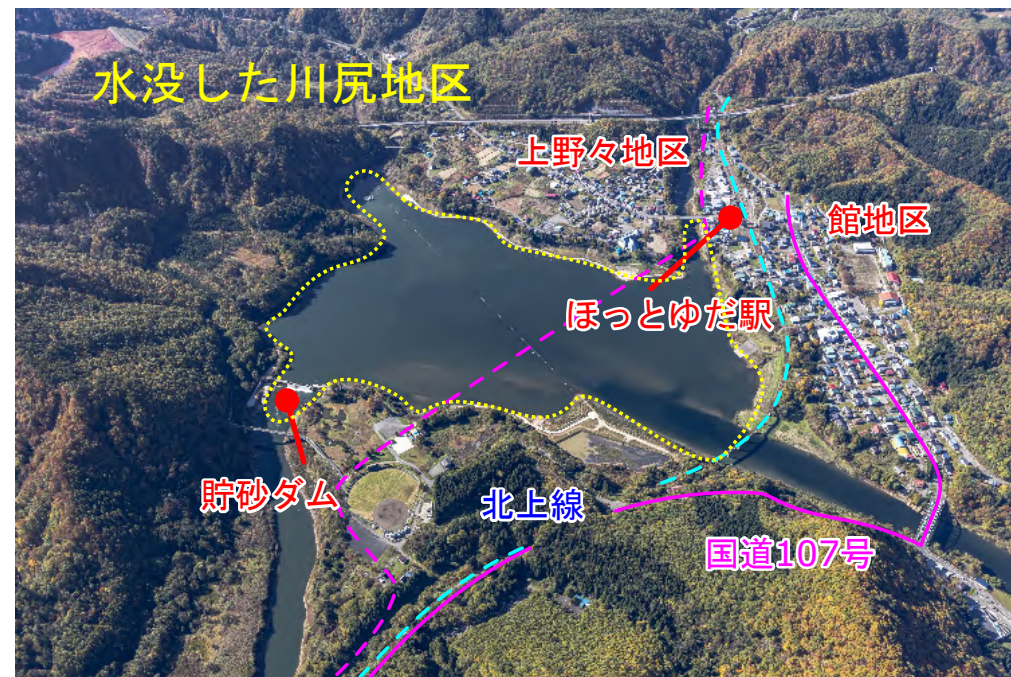 水没した川尻地区
上野々地区
館地区
ほっとゆだ駅
貯砂ダム
北上線
国道107号